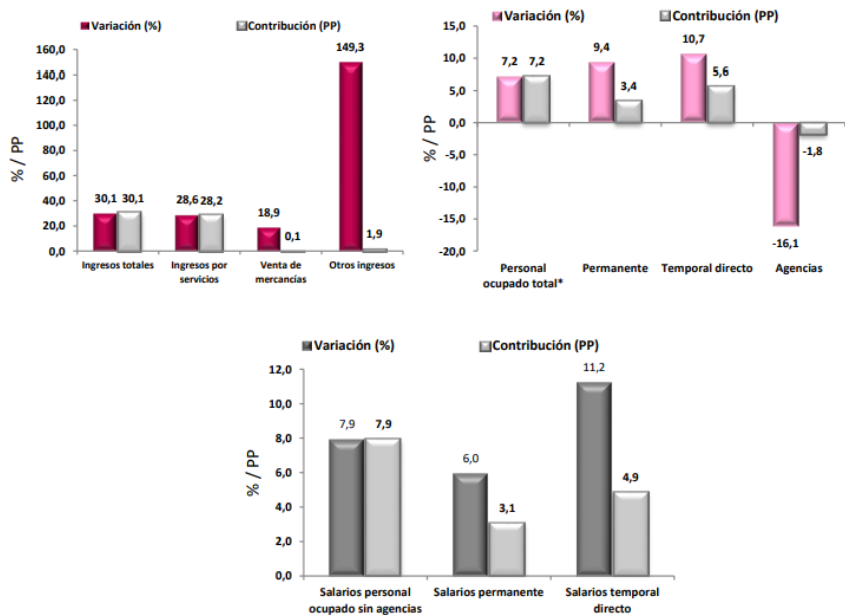 Variación (%) Contribución (PP)
% / PP
160,0
140,0
120,0
100,0
80,0
60,0
40,0
20,0
0,0
30,1 30,1
28,6 28,2
18,9 0,1
149,3 1,9
Ingresos totales
Ingresos por
servicios
Venta de
mercancías
Otros ingresos
Variación (%) Contribución (PP)
% / PP
15,0
10,0
5,0
0,0
-5,0
-10,0
-15,0
-20,0
7,2 7,2
9,4 3,4
10,7 5,6
-16,1 -1,8
Personal
ocupado total*
Permanente
Temporal directo
Agencias
Variación (%) Contribución (PP)
% / PP
12,0
10,0
8,0
6,0
4,0
2,0
0,0
7,9 7,9
6,0 3,1
11,2 4,9
Salarios personal
ocupado sin agencias
Salarios permanente
Salarios temporal
directo